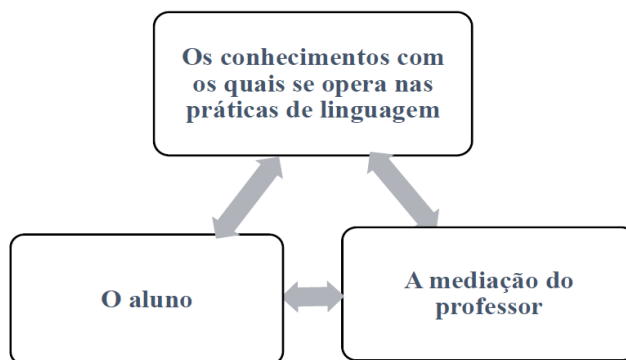 Os conhecimentos com
os quais se opera nas
práticas de linguagem
O aluno
A mediação do
professor